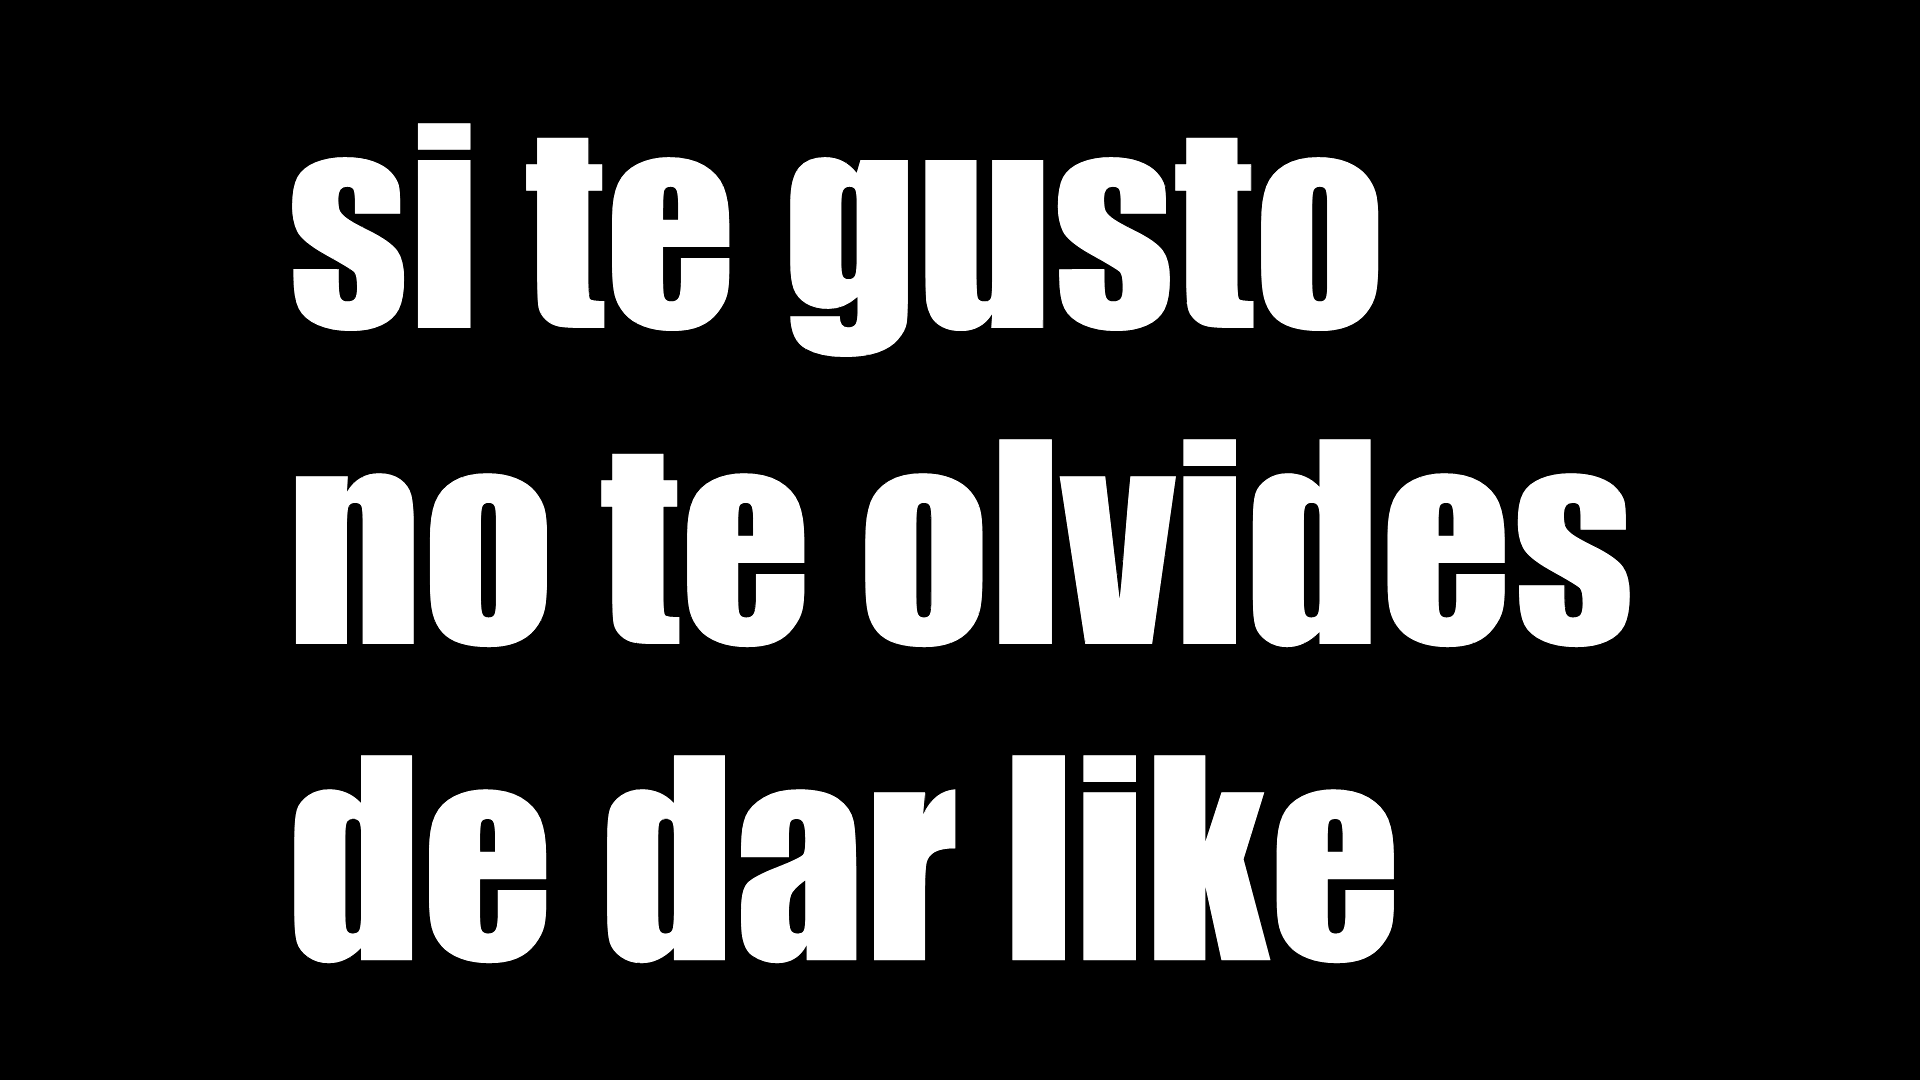 si te gusto
no te olvides
de dar like